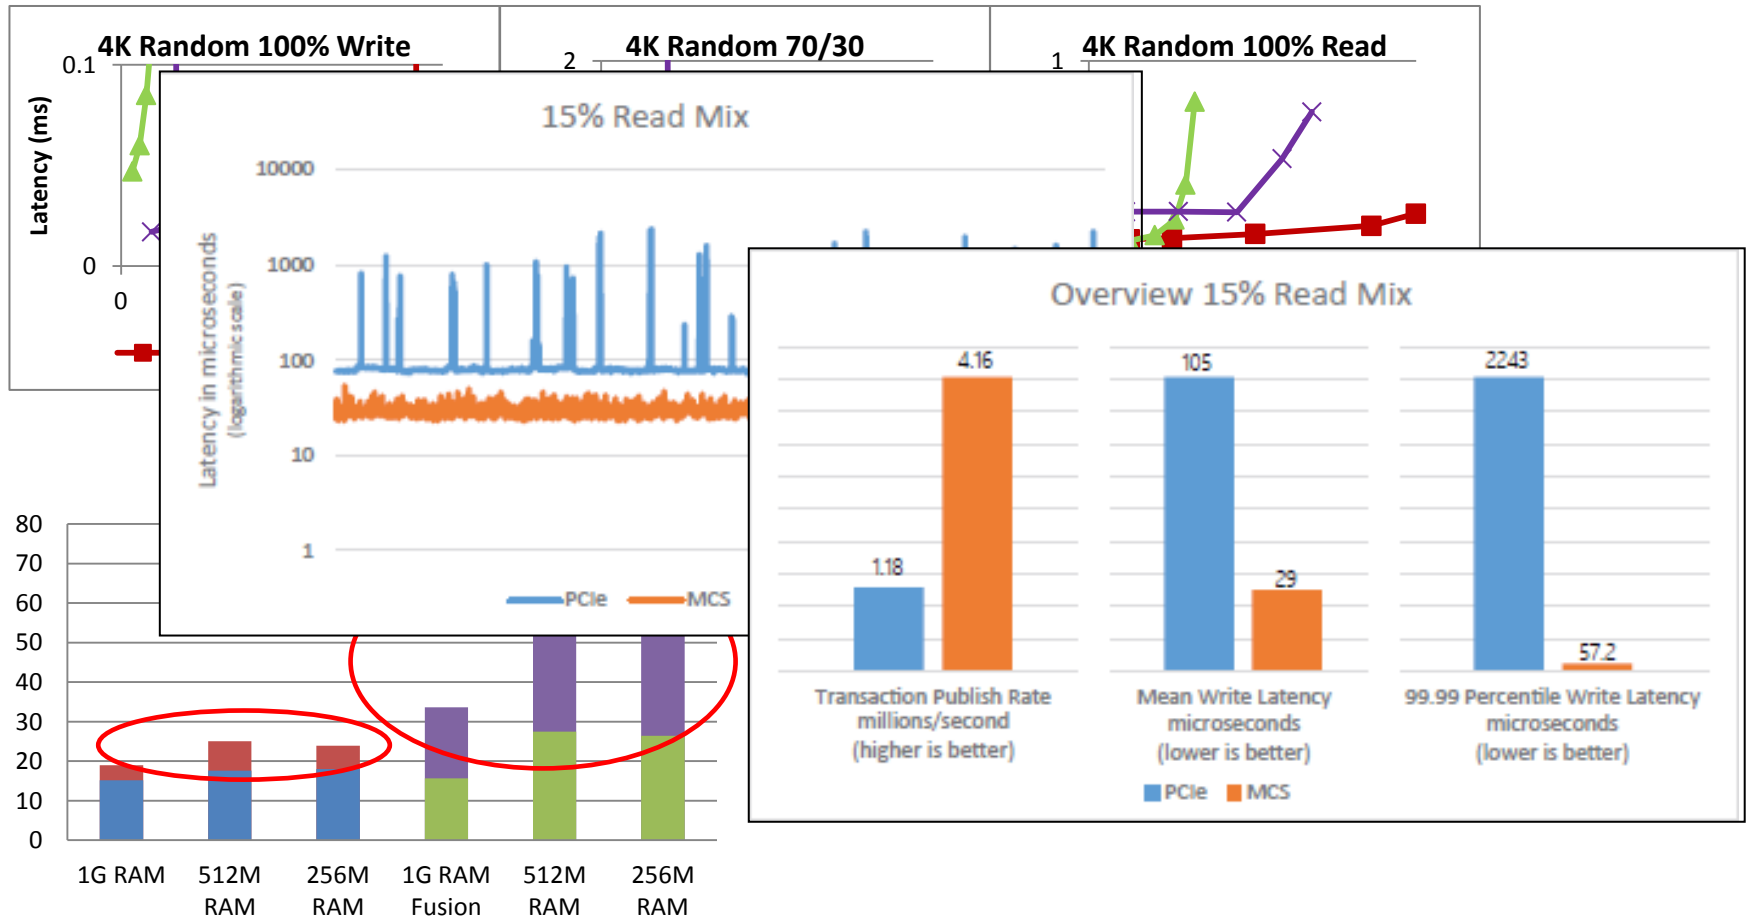 4K Random 100% Write
4K Random 70/30
4K Random 100% Read
0.1
2
1
Latency (ms)
0
0
15% Read Mix
10000
1000
100
10
1
Latency in microseconds
(logarithmic scale)
PCIe
MCS
Overview 15% Read Mix
4.16
105
2243
1.18
29
57.2
Transaction Publish Rate
millions/second
(higher is better)
Mean Write Latency
microseconds
(lower is better)
99.99 Percentile Write Latency
microseconds
(lower is better)
PCIe
MCS
80
70
60
50
40
30
20
10
0
1G RAM
512M
RAM
256M
RAM
1G RAM
Fusion
512M
RAM
256M
RAM